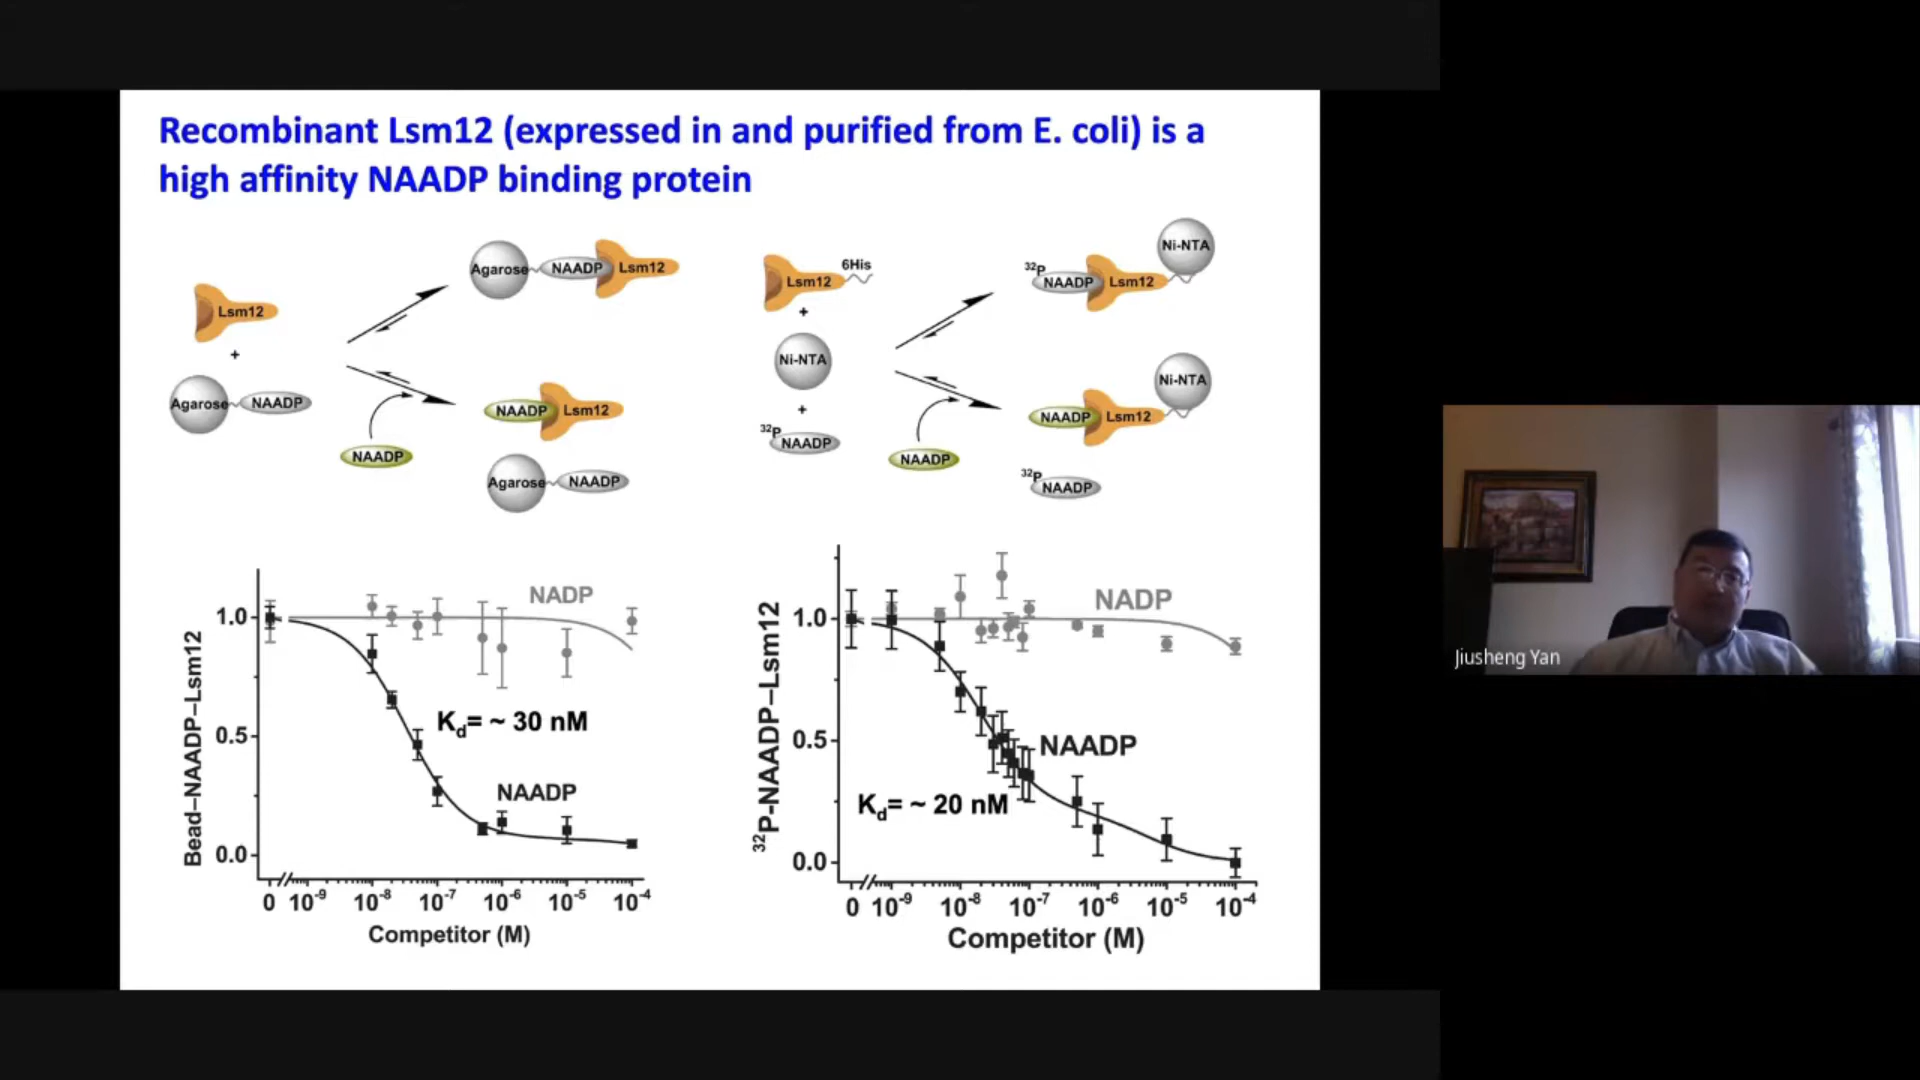 Recombinant Lsm12 (expressed in and purified from E. coli) is a
high affinity NAADP binding protein
Lsm12
+
Agarose NAADP
NAADP
Agarose NAADP Lsm12
NAADP Lsm12
Agarose NAADP
Lsm12 6His
+
Ni-NTA
+
32P NAADP
NAADP
32P NAADP Lsm12 Ni-NTA
NAADP Lsm12 Ni-NTA
32P NAADP
Bead–NAADP–Lsm12
1.0
0.5
0.0
NADP
Kd= ~ 30 nM
NAADP
0 10-9 10-8 10-7 10-6 10-5 10-4
Competitor (M)
32P-NAADP–Lsm12
1.0
0.5
0.0
NADP
NAADP
Kd= ~ 20 nM
0 10-9 10-8 10-7 10-6 10-5 10-4
Competitor (M)
Jiusheng Yan